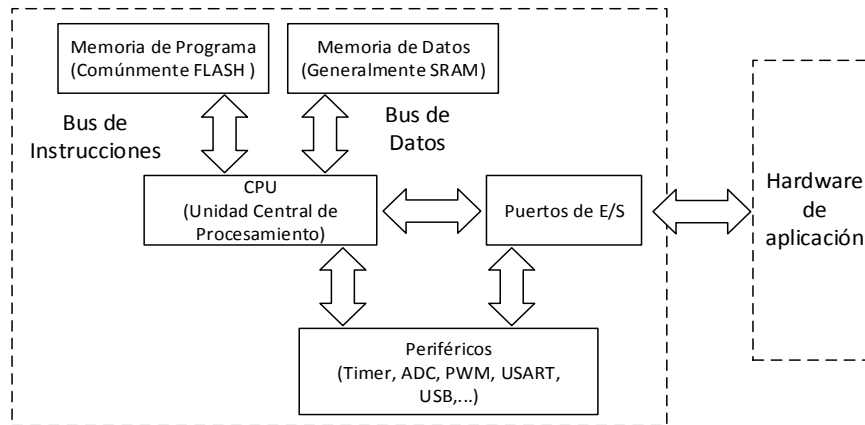 Memoria de Programa
(Comúnmente FLASH )
Memoria de Datos
(Generalmente SRAM)
Bus de
Instrucciones
Bus de
Datos
CPU
(Unidad Central de
Procesamiento)
Puertos de E/S
Hardware
de
aplicación
Periféricos
(Timer, ADC, PWM, USART,
USB,...)